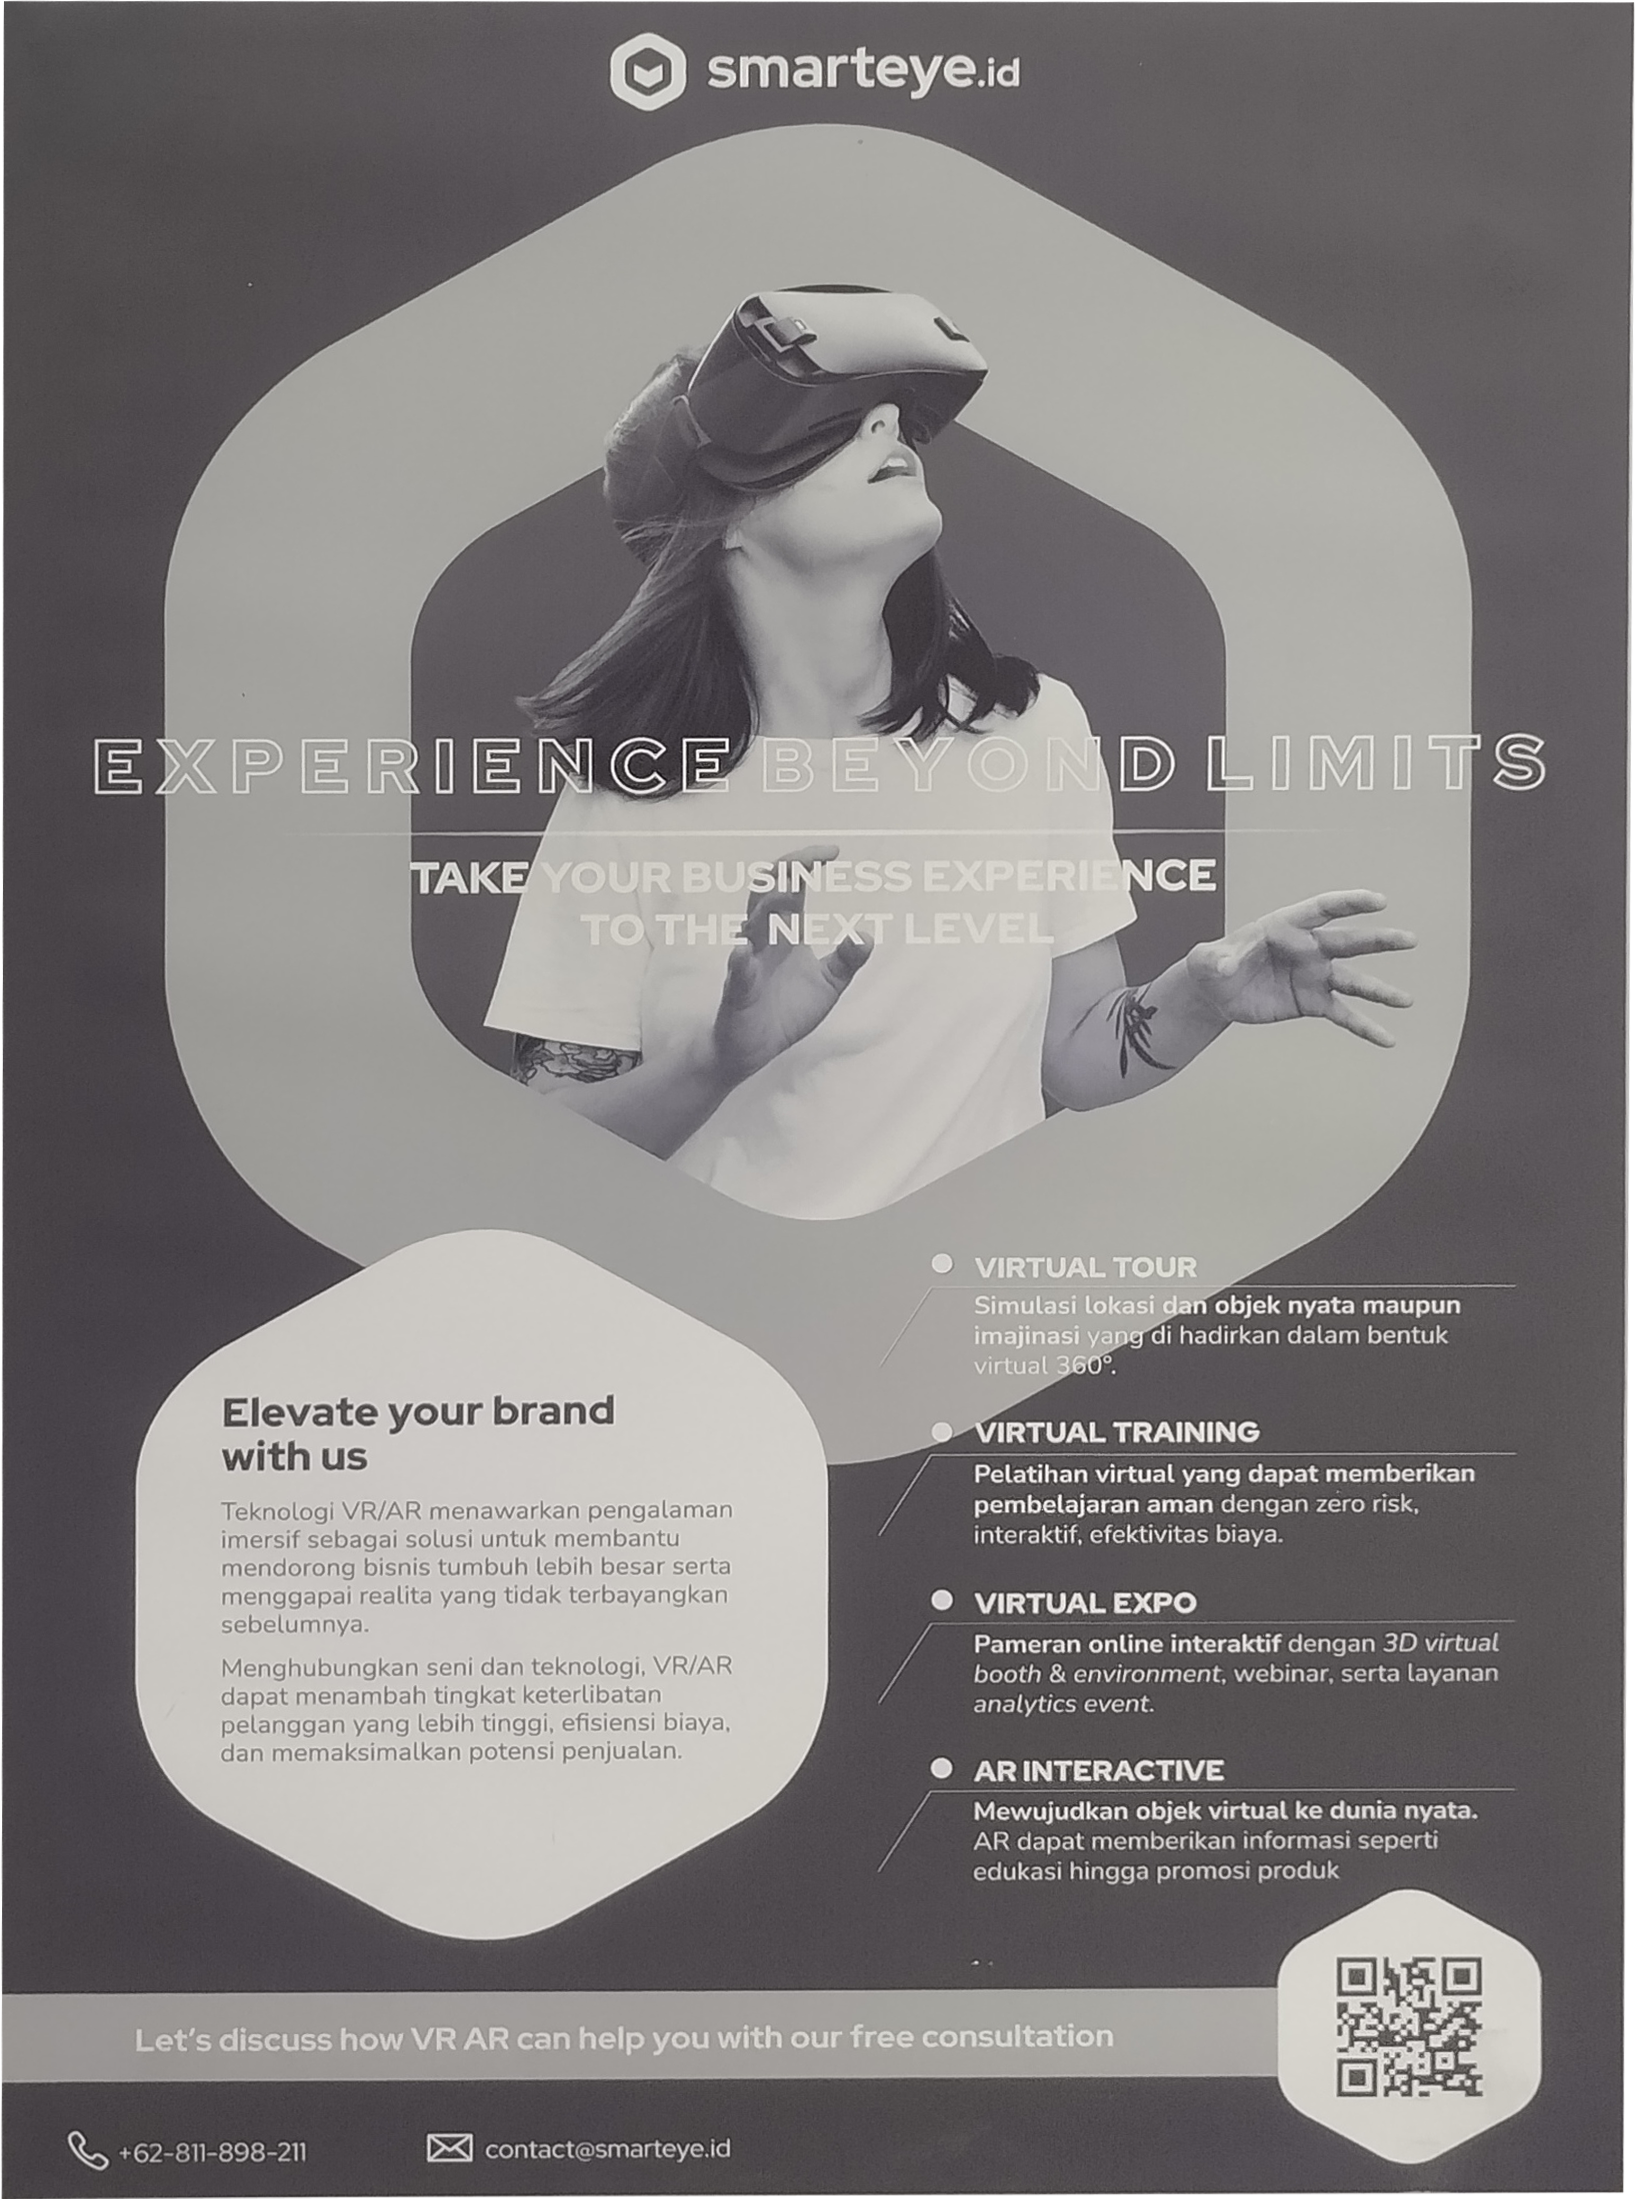 smarteye.id
EXPERIENCE BEYOND LIMITS
TAKE YOUR BUSINESS EXPERIENCE
TO THE NEXT LEVEL
Elevate your brand
with us
Teknologi VR/AR menawarkan pengalaman
imersif sebagai solusi untuk membantu
mendorong bisnis tumbuh lebih besar serta
menggapai realita yang tidak terbayangkan
sebelumnya.
Menghubungkan seni dan teknologi, VR/AR
dapat menambah tingkat keterlibatan
pelanggan yang lebih tinggi, efisiensi biaya,
dan memaksimalkan potensi penjualan.
VIRTUAL TOUR
Simulasi lokasi dan objek nyata maupun
imajinasi yang di hadirkan dalam bentuk
virtual 360°.
VIRTUAL TRAINING
Pelatihan virtual yang dapat memberikan
pembelajaran aman dengan zero risk,
interaktif, efektivitas biaya.
VIRTUAL EXPO
Pameran online interaktif dengan 3D virtual
booth & environment, webinar, serta layanan
analytics event.
AR INTERACTIVE
Mewujudkan objek virtual ke dunia nyata.
AR dapat memberikan informasi seperti
edukasi hingga promosi produk
Let's discuss how VR AR can help you with our free consultation
+62-811-898-211
contact@smarteye.id